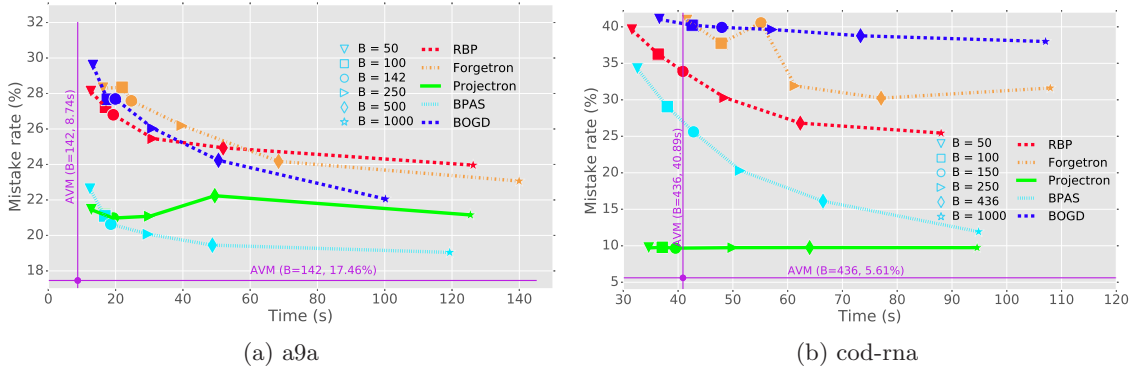 Mistake rate (%)
32
30
28
26
24
22
20
18
0
20
40
60
80
100
120
140
Time (s)
AVM (B=142, 8.74s)
AVM (B=142, 17.46%)
B = 50
B = 100
B = 142
B = 250
B = 500
B = 1000
RBP
Forgetron
Projectron
BPAS
BOGD
(a) a9a
Mistake rate (%)
40
35
30
25
20
15
10
5
30
40
50
60
70
80
90
100
110
120
Time (s)
AVM (B=436, 40.89s)
AVM (B=436, 5.61%)
B = 50
B = 100
B = 150
B = 250
B = 436
B = 1000
RBP
Forgetron
Projectron
BPAS
BOGD
(b) cod-rna